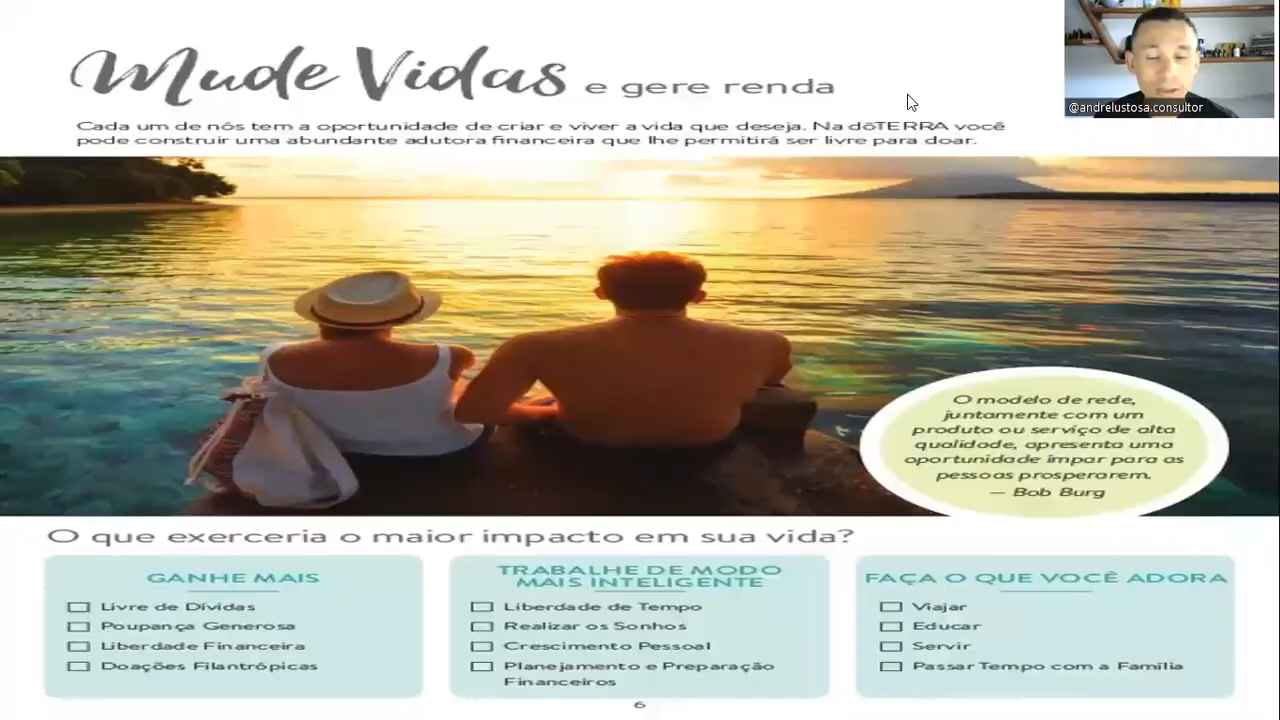 Mude Vidas e gere renda
@andrelustosa.consultor
Cada um de nós tem a oportunidade de criar e viver a vida que deseja. Na dōTERRA você
pode construir uma abundante adutora financeira que lhe permitirá ser livre para doar.
O modelo de rede,
juntamente com um
produto ou serviço de alta
qualidade, apresenta uma
oportunidade ímpar para as
pessoas prosperarem.
— Bob Burg
O que exerceria o maior impacto em sua vida?
GANHE MAIS
Livre de Dívidas
Poupança Generosa
Liberdade Financeira
Doações Filantrópicas
TRABALHE DE MODO
MAIS INTELIGENTE
Liberdade de Tempo
Realizar os Sonhos
Crescimento Pessoal
Planejamento e Preparação
Financeiros
FAÇA O QUE VOCÊ ADORA
Viajar
Educar
Servir
Passar Tempo com a Família
6